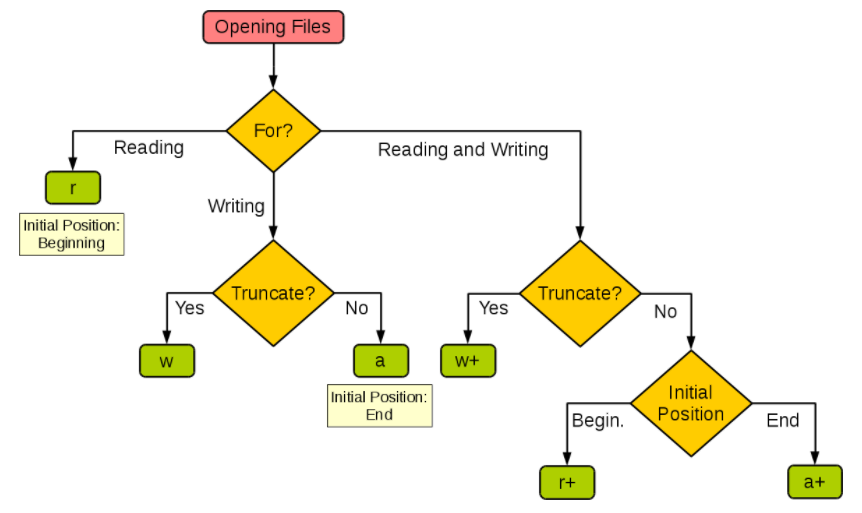 Opening Files
For?
Reading
Reading and Writing
r
Initial Position:
Beginning
Writing
Truncate?
Yes
No
w
a
Initial Position:
End
Truncate?
Yes
No
w+
Initial
Position
Begin.
End
r+
a+